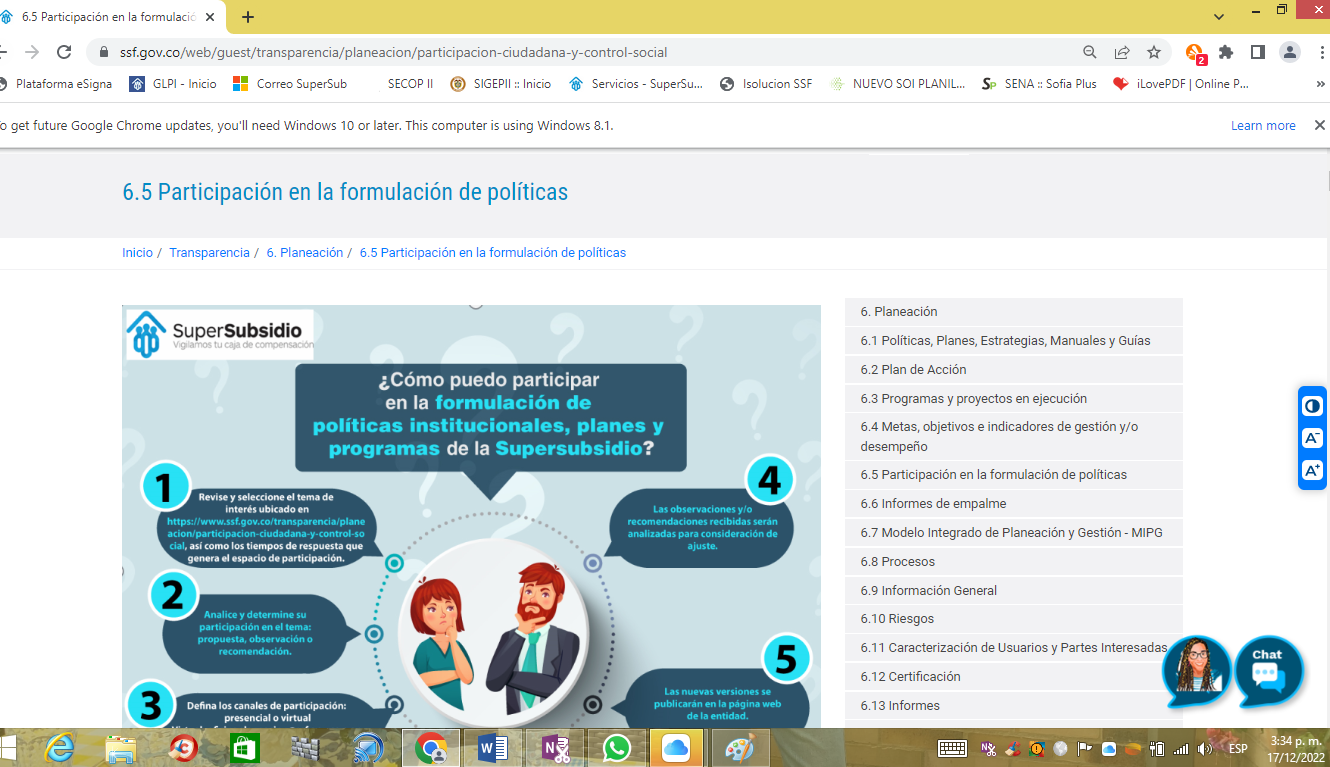 6.5 Participación en la formulació
ssf.gov.co/web/guest/transparencia/planeacion/participacion-ciudadana-y-control-social
2
Plataforma eSigna
GLPI - Inicio
Correo SuperSub
SECOP II
SIGEPII :: Inicio
Servicios - SuperSu...
Isolucion SSF
NUEVO SOI PLANIL...
Sp
SENA :: Sofia Plus
iLovePDF | Online P...
»
o get future Google Chrome updates, you'll need Windows 10 or later. This computer is using Windows 8.1.
Learn more
6.5 Participación en la formulación de políticas
Inicio / Transparencia / 6. Planeación / 6.5 Participación en la formulación de políticas
SuperSubsidio
Vigilamos tu caja de compensación
¿Cómo puedo participar
en la formulación de
políticas institucionales, planes y
programas de la Supersubsidio?
1
Revise y seleccione el tema de
interés ubicado en
https://www.ssf.gov.co/transparencia/plane
acion/participacion-ciudadana-y-control-so
cial, así como los tiempos de respuesta que
genera el espacio de participación.
2
Analice y determine su
participación en el tema:
propuesta, observación o
recomendación.
3
Defina los canales de participación:
presencial o virtual
4
Las observaciones y/o
recomendaciones recibidas serán
analizadas para consideración de
ajuste.
5
Las nuevas versiones se
publicarán en la página web
de la entidad.
6. Planeación
6.1 Políticas, Planes, Estrategias, Manuales y Guías
6.2 Plan de Acción
6.3 Programas y proyectos en ejecución
6.4 Metas, objetivos e indicadores de gestión y/o
desempeño
6.5 Participación en la formulación de políticas
6.6 Informes de empalme
6.7 Modelo Integrado de Planeación y Gestión - MIPG
6.8 Procesos
6.9 Información General
6.10 Riesgos
6.11 Caracterización de Usuarios y Partes Interesadas
6.12 Certificación
6.13 Informes
A-
A+
Chat
ESP
3:34 p. m.
17/12/2022